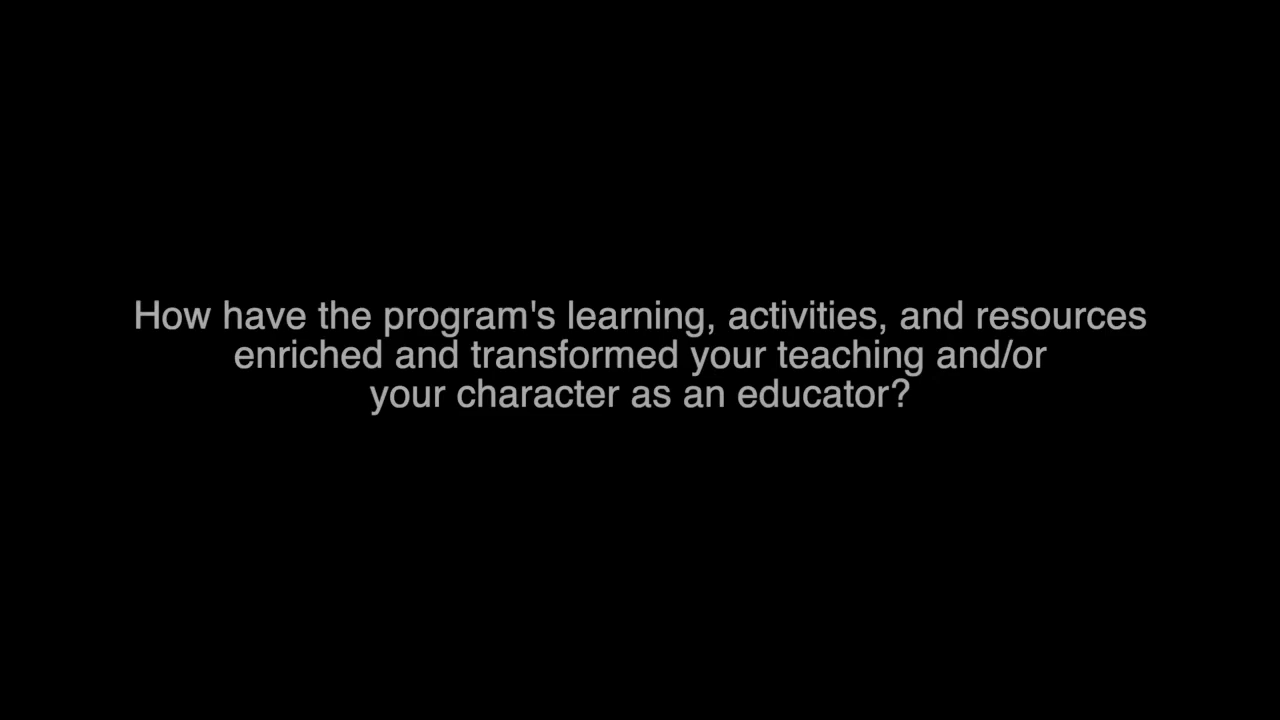 How have the program's learning, activities, and resources
enriched and transformed your teaching and/or
your character as an educator?